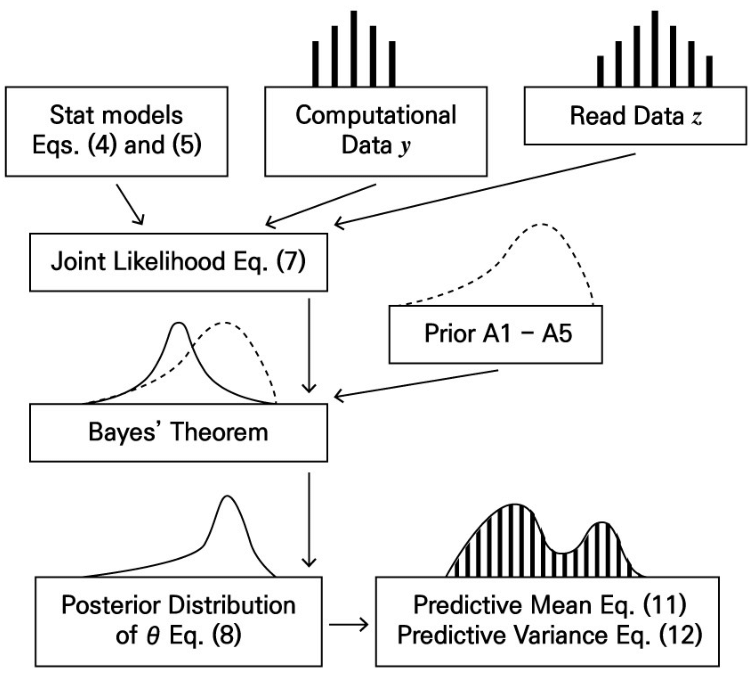 Stat models
Eqs. (4) and (5)
Computational
Data y
Read Data z
Joint Likelihood Eq. (7)
Prior A1 – A5
Bayes’ Theorem
Posterior Distribution
of θ Eq. (8)
Predictive Mean Eq. (11)
Predictive Variance Eq. (12)